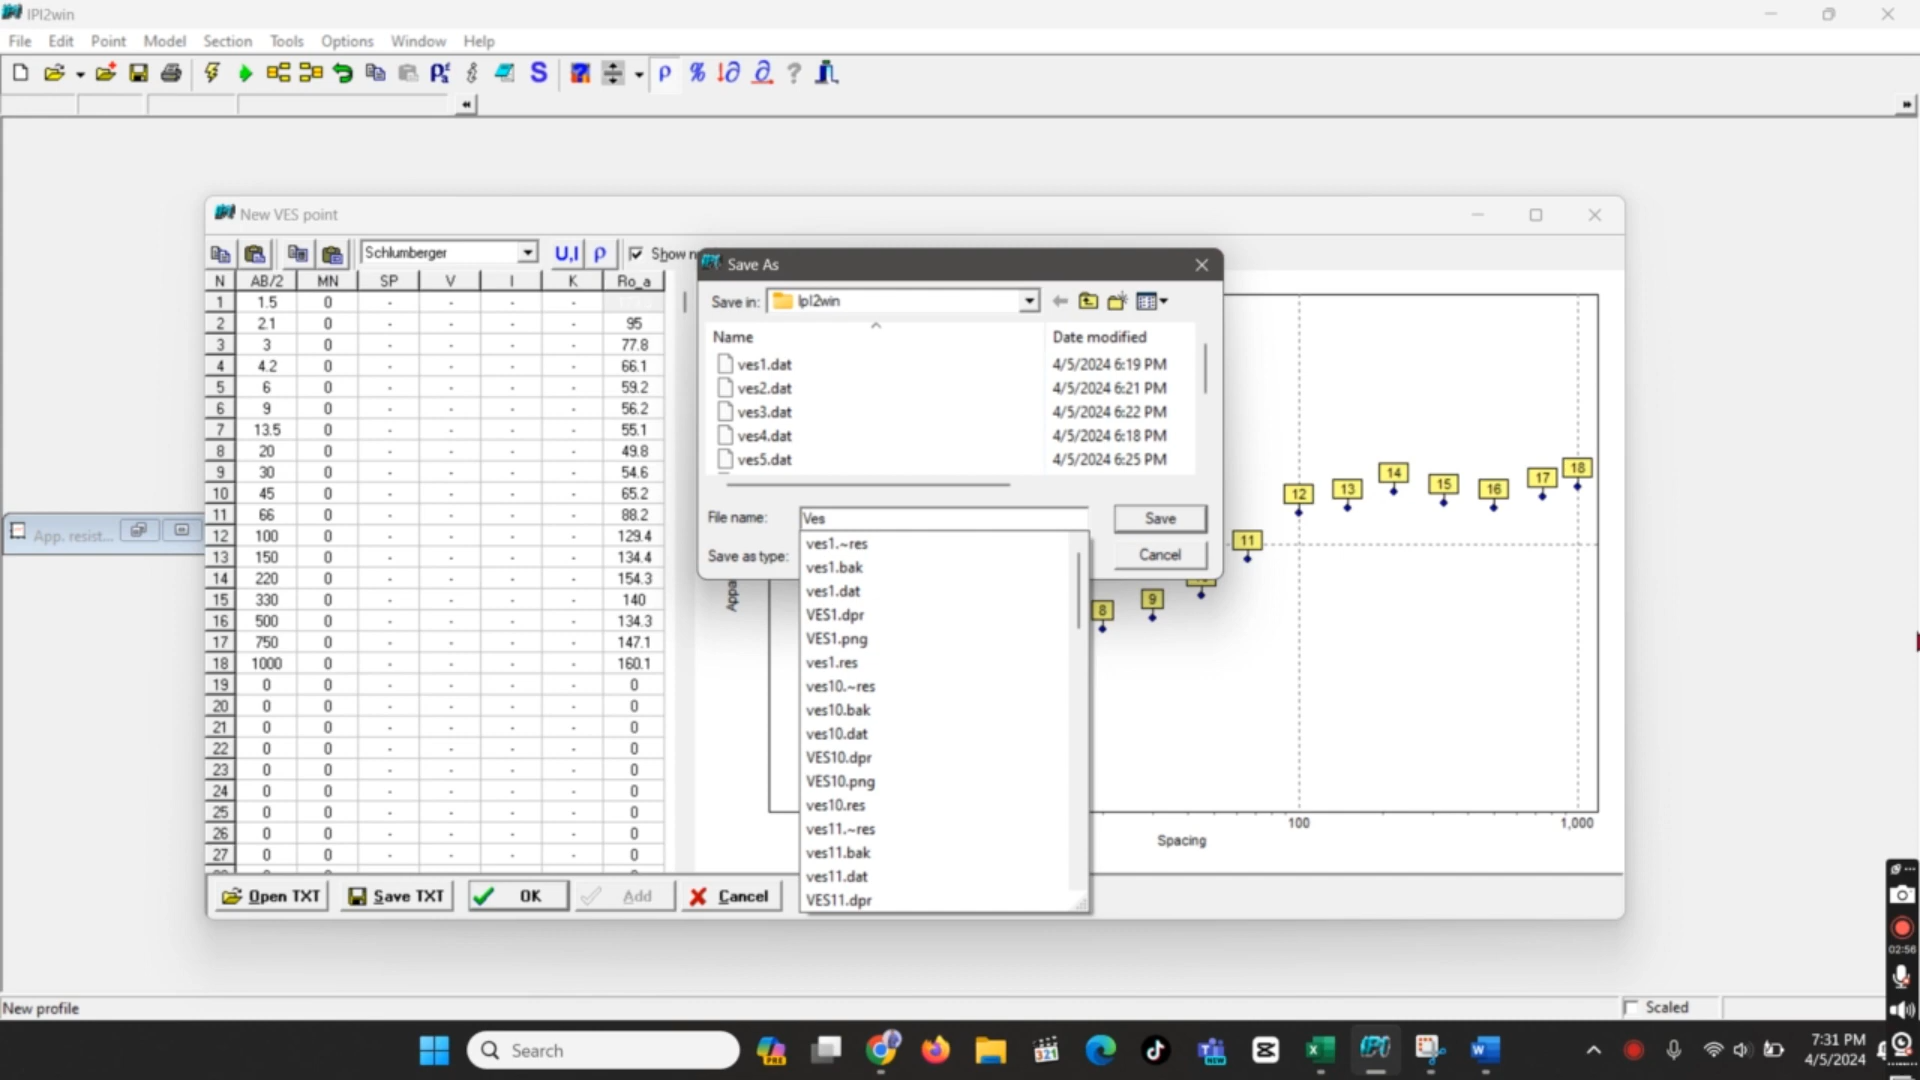 IPI2win
File Edit Point Model Section Tools Options Window Help
New VES point
Schlumberger U,I ρ Show
N AB/2 MN SP V I K Ro_a
1 1.5 0 - - - -
2 2.1 0 - - - - 95
3 3 0 - - - - 77.8
4 4.2 0 - - - - 66.1
5 6 0 - - - - 59.2
6 9 0 - - - - 56.2
7 13.5 0 - - - - 55.1
8 20 0 - - - - 49.8
9 30 0 - - - - 54.6
10 45 0 - - - - 65.2
11 66 0 - - - - 88.2
12 100 0 - - - - 129.4
13 150 0 - - - - 134.4
14 220 0 - - - - 154.3
15 330 0 - - - - 140
16 500 0 - - - - 134.3
17 750 0 - - - - 147.1
18 1000 0 - - - - 160.1
19 0 0 - - - - 0
20 0 0 - - - - 0
21 0 0 - - - - 0
22 0 0 - - - - 0
23 0 0 - - - - 0
24 0 0 - - - - 0
25 0 0 - - - - 0
26 0 0 - - - - 0
27 0 0 - - - - 0
Open TXT Save TXT OK Add Cancel
App. resist...
Save As
Save in: IpI2win
Name Date modified
ves1.dat 4/5/2024 6:19 PM
ves2.dat 4/5/2024 6:21 PM
ves3.dat 4/5/2024 6:22 PM
ves4.dat 4/5/2024 6:18 PM
ves5.dat 4/5/2024 6:25 PM
File name: Ves Save
Save as type: Cancel
ves1.~res
ves1.bak
ves1.dat
VES1.dpr
VES1.png
ves1.res
ves10.~res
ves10.bak
ves10.dat
VES10.dpr
VES10.png
ves10.res
ves11.~res
ves11.bak
ves11.dat
VES11.dpr
8 9 11 12 13 14 15 16 17 18
100 1,000
Spacing
New profile Scaled
02:56
Search
7:31 PM
4/5/2024